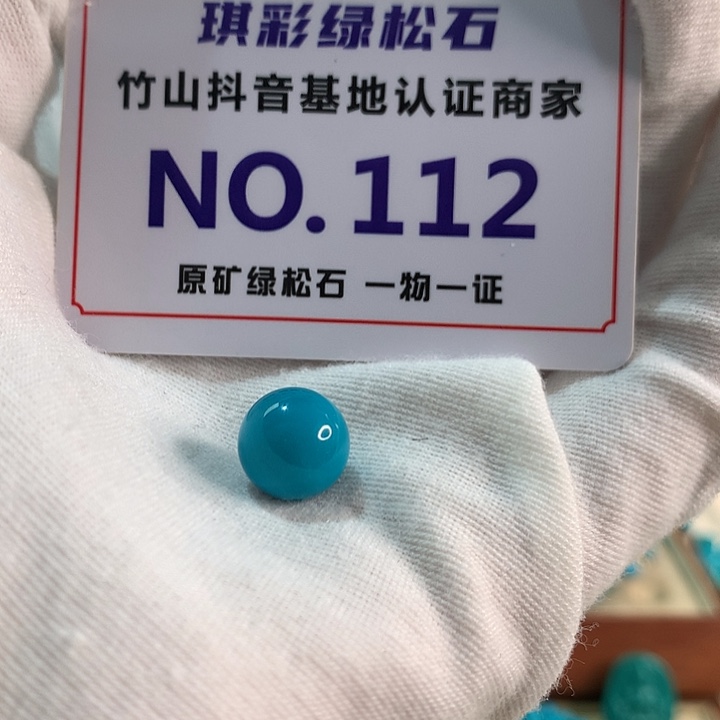 琪彩绿松石
竹山抖音基地认证商家
NO.112
原矿绿松石 一物一证